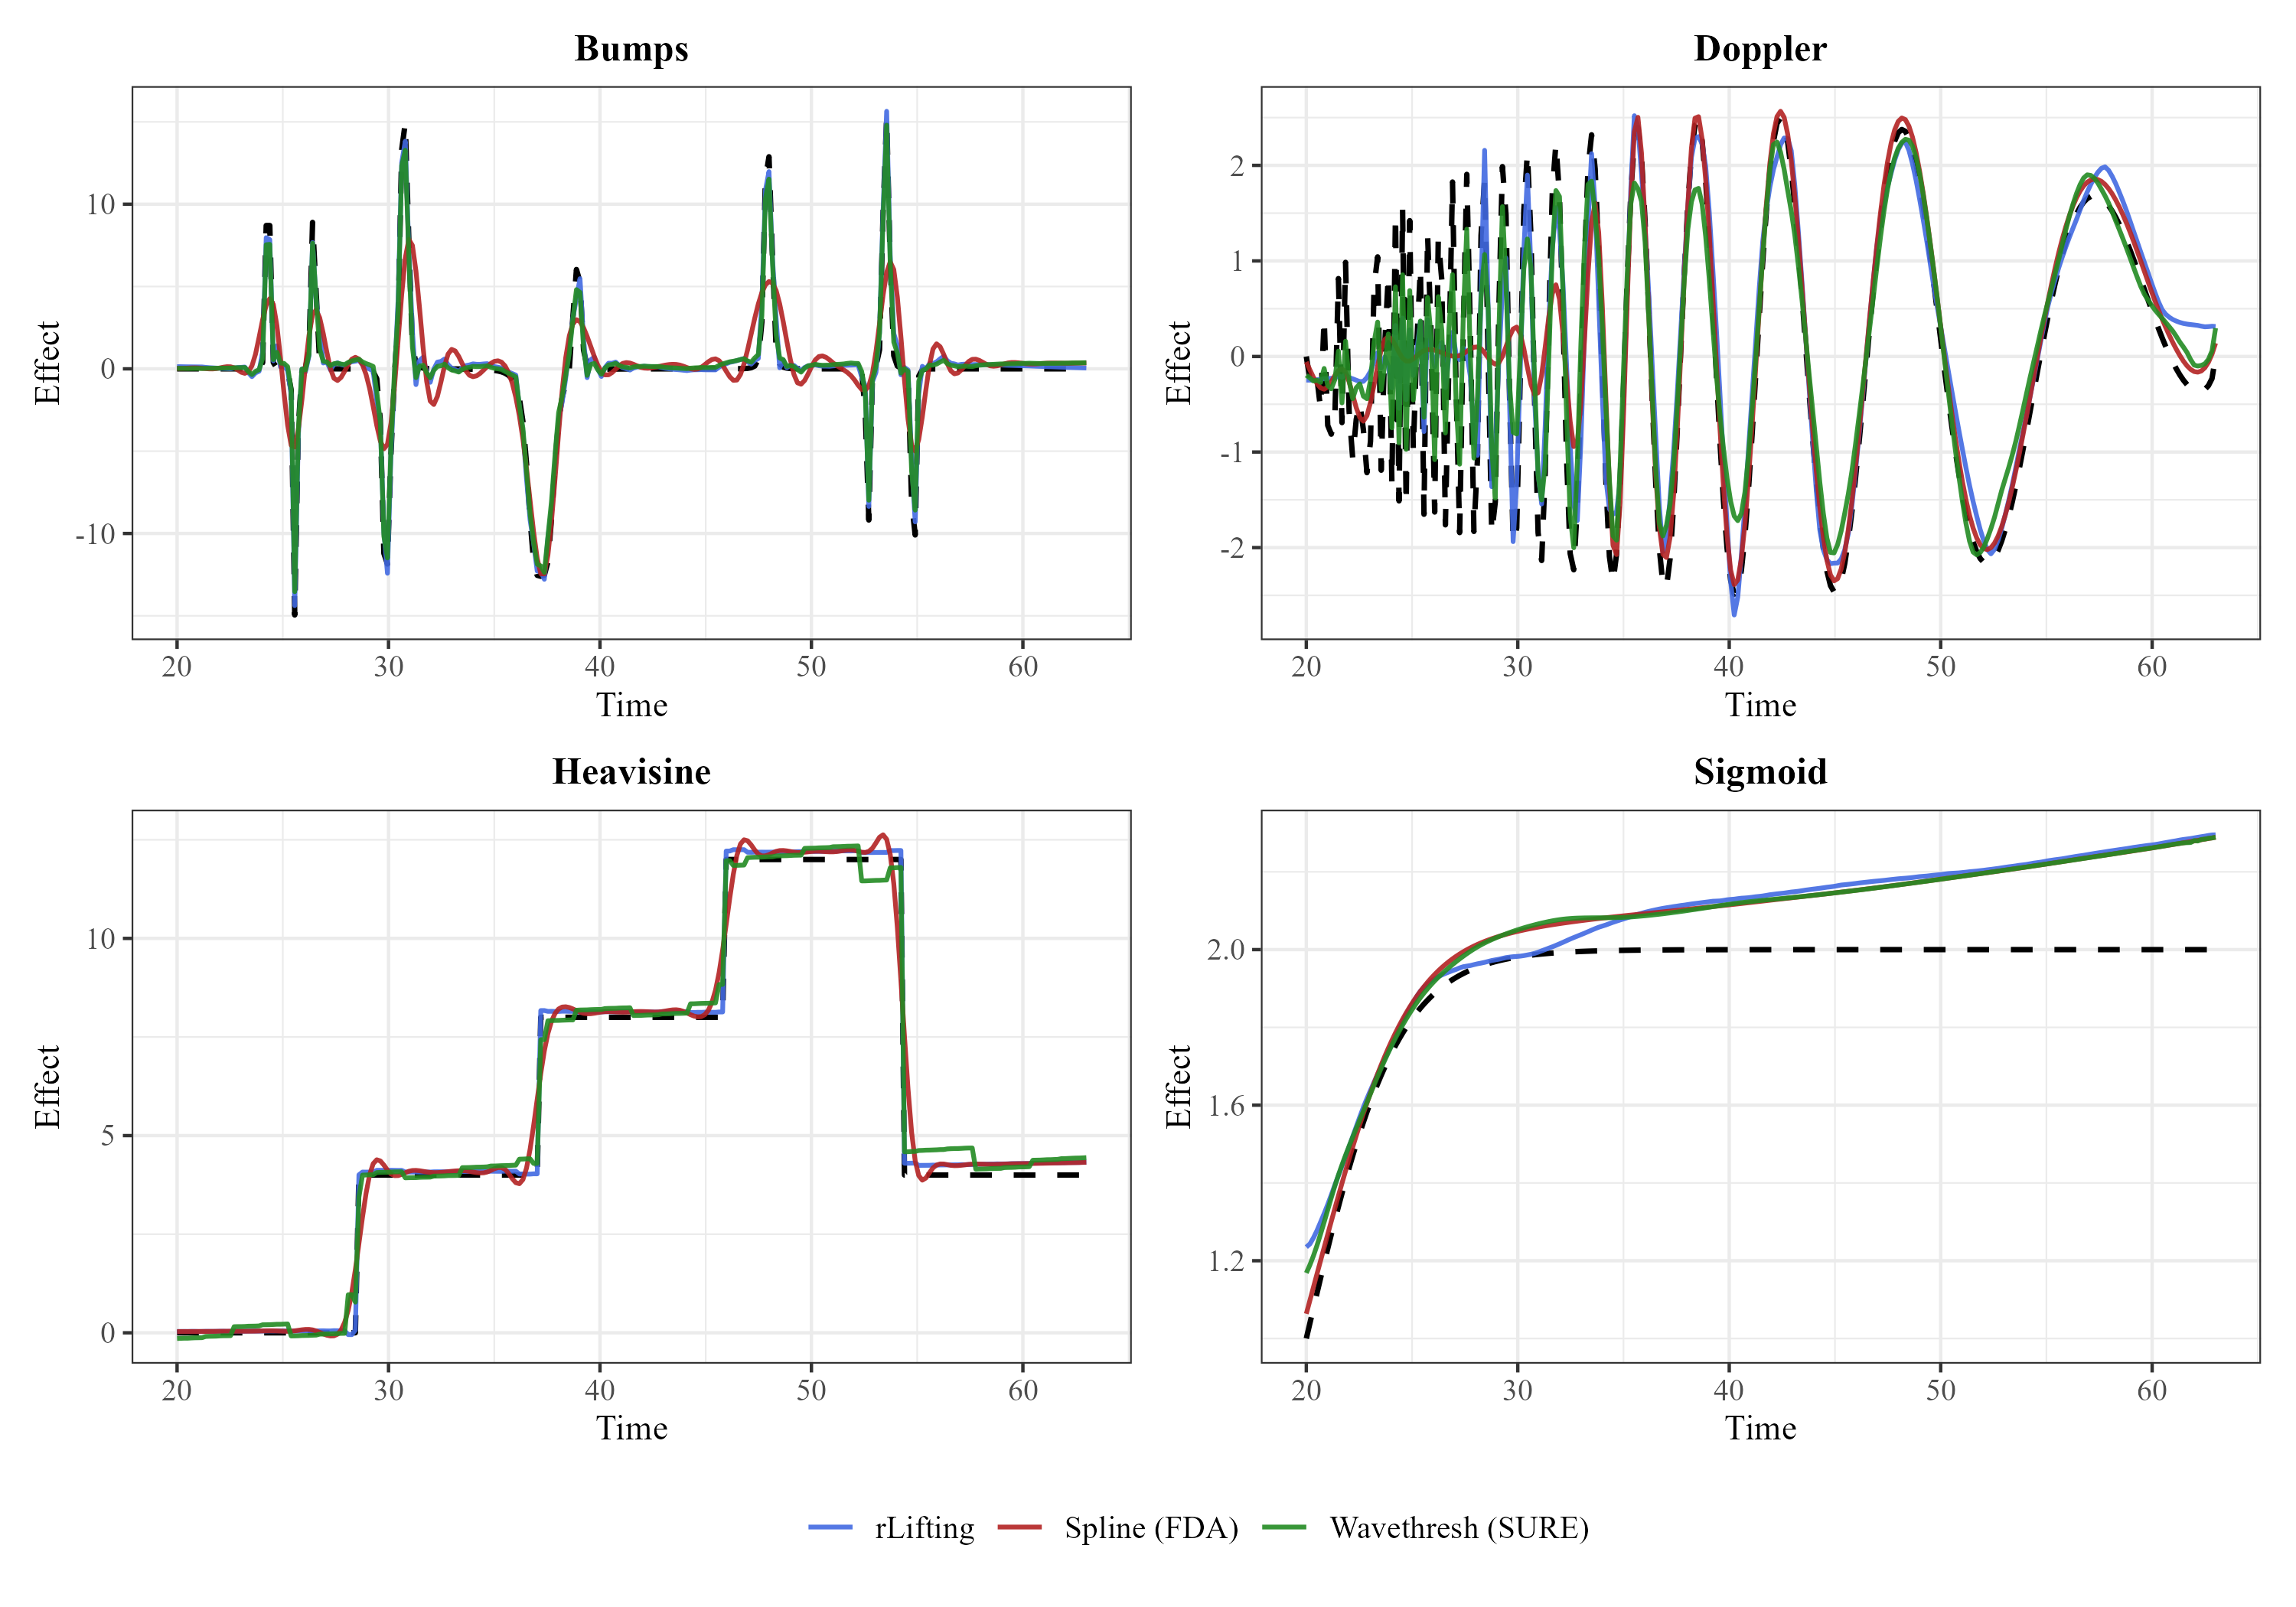 Bumps
Doppler
10
0
-10
Effect
20 30 40 50 60
Time
2
1
0
-1
-2
Effect
20 30 40 50 60
Time
Heavisine
Sigmoid
10
5
0
Effect
20 30 40 50 60
Time
2.0
1.6
1.2
Effect
20 30 40 50 60
Time
rLifting Spline (FDA) Wavethresh (SURE)